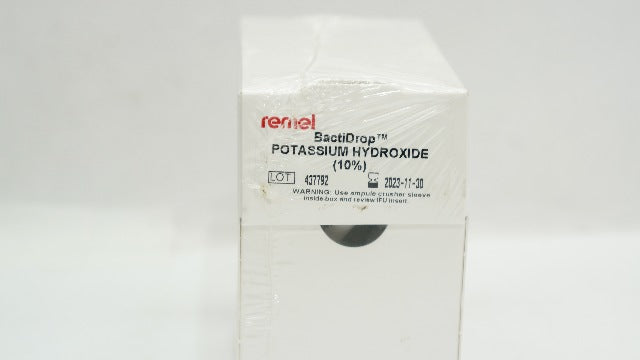 remel
BactiDrop™
POTASSIUM HYDROXIDE
(10%)
LOT 437792 2023-11-30
WARNING: Use ampule crusher sleeve
inside box and review IFU insert.